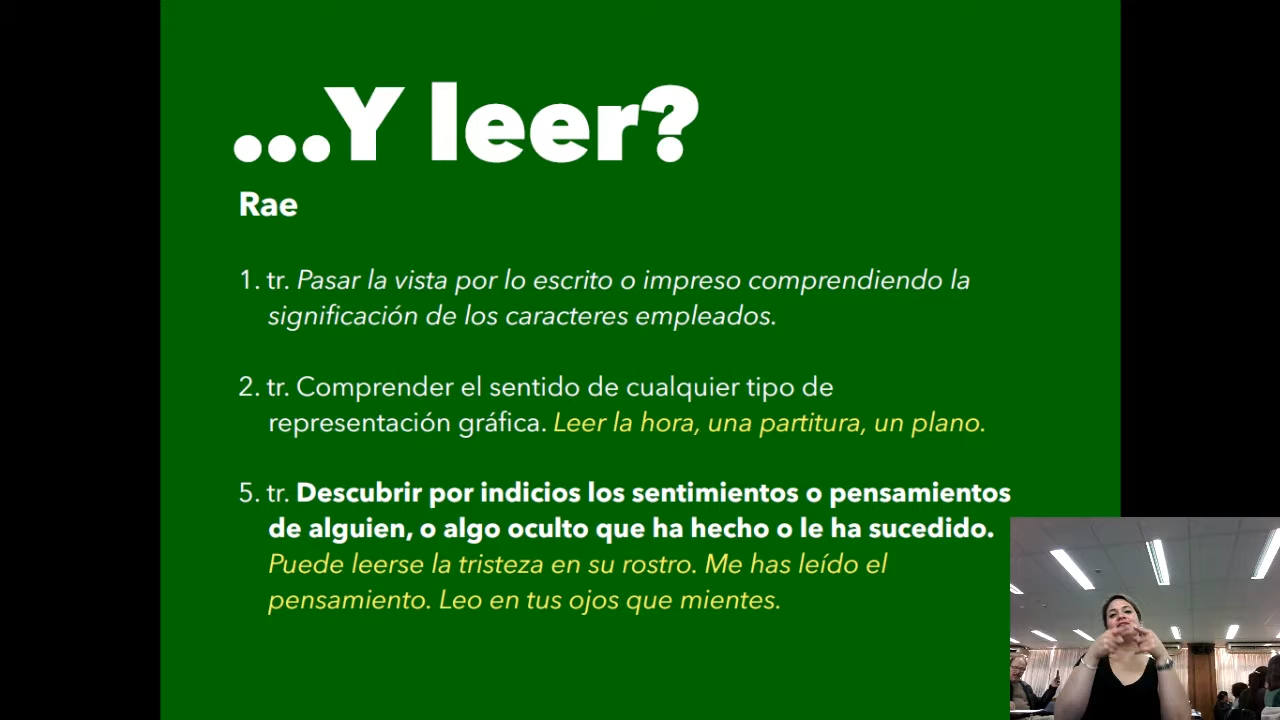 ...Y leer?
Rae
1. tr. Pasar la vista por lo escrito o impreso comprendiendo la
significación de los caracteres empleados.
2. tr. Comprender el sentido de cualquier tipo de
representación gráfica. Leer la hora, una partitura, un plano.
5. tr. Descubrir por indicios los sentimientos o pensamientos
de alguien, o algo oculto que ha hecho o le ha sucedido.
Puede leerse la tristeza en su rostro. Me has leído el
pensamiento. Leo en tus ojos que mientes.